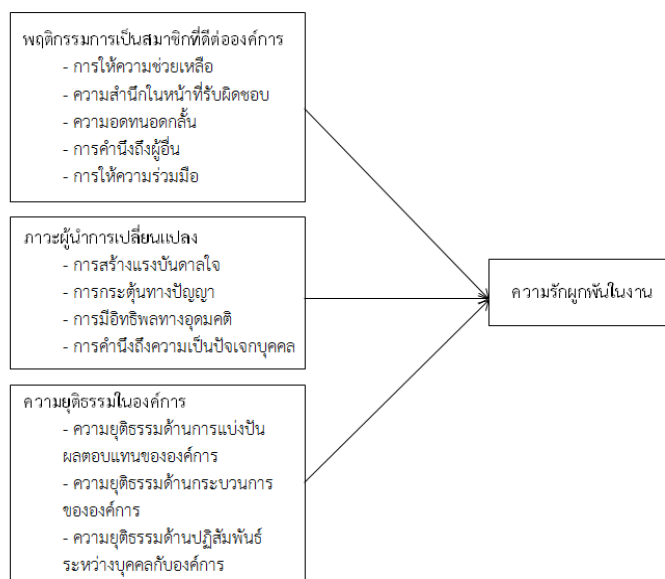 พฤติกรรมการเป็นสมาชิกที่ดีต่อองค์การ
- การให้ความช่วยเหลือ
- ความสำนึกในหน้าที่รับผิดชอบ
- ความอดทนอดกลั้น
- การคำนึงถึงผู้อื่น
- การให้ความร่วมมือ
ภาวะผู้นำการเปลี่ยนแปลง
- การสร้างแรงบันดาลใจ
- การกระตุ้นทางปัญญา
- การมีอิทธิพลทางอุดมคติ
- การคำนึงถึงความเป็นปัจเจกบุคคล
ความรักผูกพันในงาน
ความยุติธรรมในองค์การ
- ความยุติธรรมด้านการแบ่งปัน
ผลตอบแทนขององค์การ
- ความยุติธรรมด้านกระบวนการ
ขององค์การ
- ความยุติธรรมด้านปฏิสัมพันธ์
ระหว่างบุคคลกับองค์การ